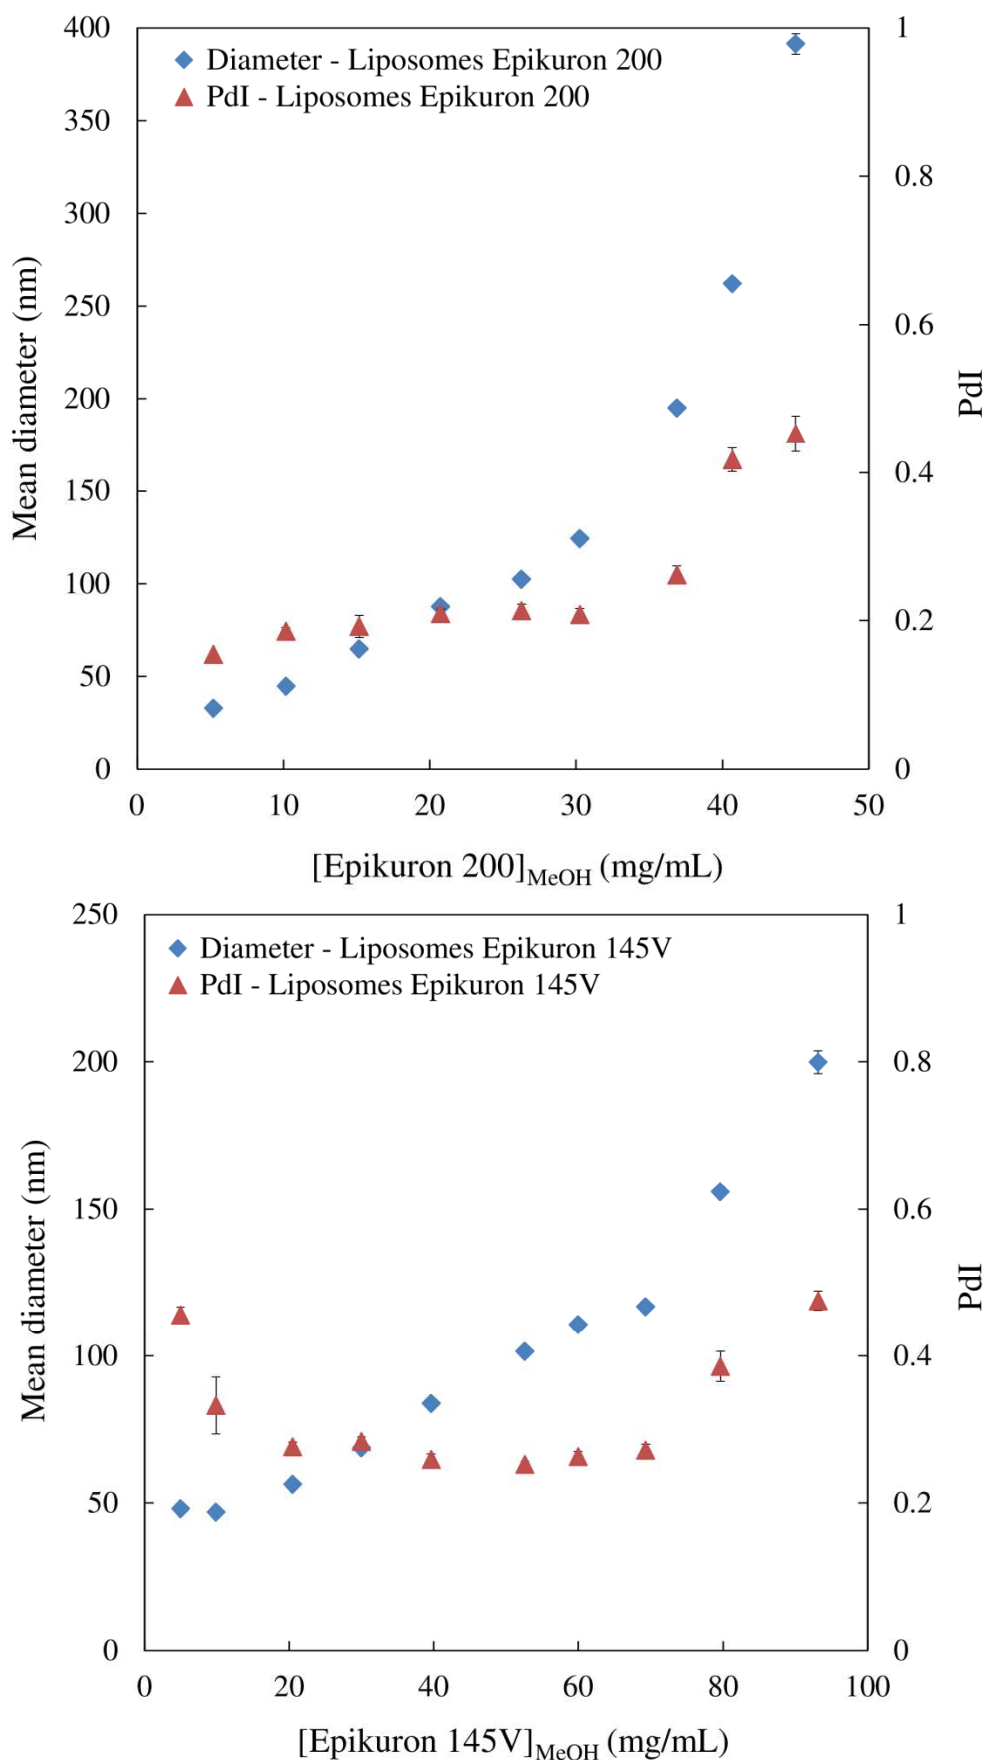 400
350
300
250
200
150
100
50
0
Mean diameter (nm)
Diameter - Liposomes Epikuron 200
PdI - Liposomes Epikuron 200
1
0.8
0.6
0.4
0.2
0
PdI
0 10 20 30 40 50
[Epikuron 200]MeOH (mg/mL)
250
200
150
100
50
0
Mean diameter (nm)
Diameter - Liposomes Epikuron 145V
PdI - Liposomes Epikuron 145V
1
0.8
0.6
0.4
0.2
0
PdI
0 20 40 60 80 100
[Epikuron 145V]MeOH (mg/mL)